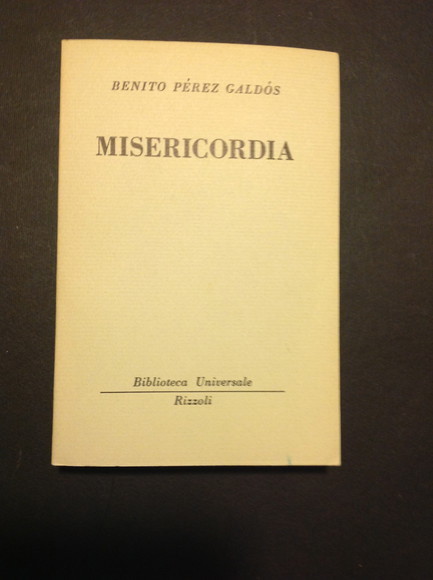 BENITO PÉREZ GALDÓS
MISERICORDIA
Biblioteca Universale
Rizzoli